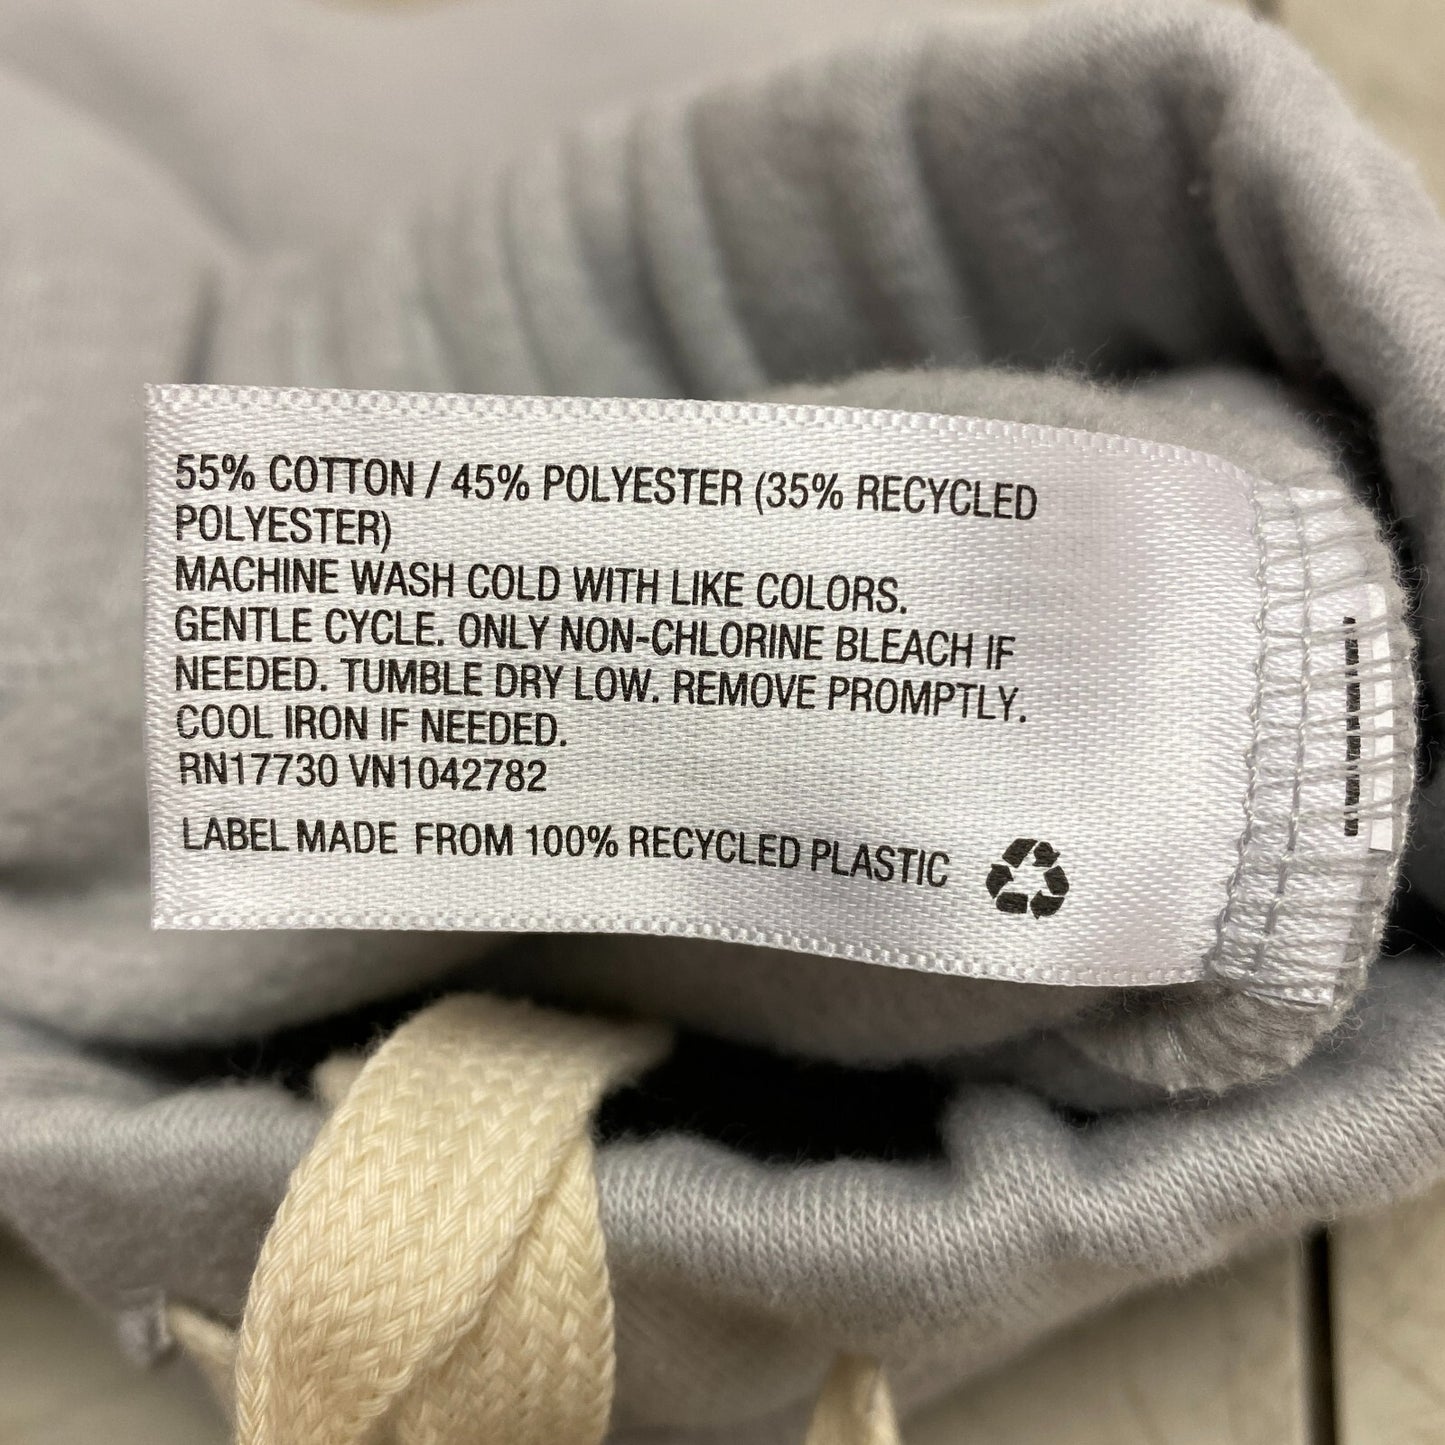 55% COTTON / 45% POLYESTER (35% RECYCLED
POLYESTER)
MACHINE WASH COLD WITH LIKE COLORS.
GENTLE CYCLE. ONLY NON-CHLORINE BLEACH IF
NEEDED. TUMBLE DRY LOW. REMOVE PROMPTLY.
COOL IRON IF NEEDED.
RN17730 VN1042782
LABEL MADE FROM 100% RECYCLED PLASTIC